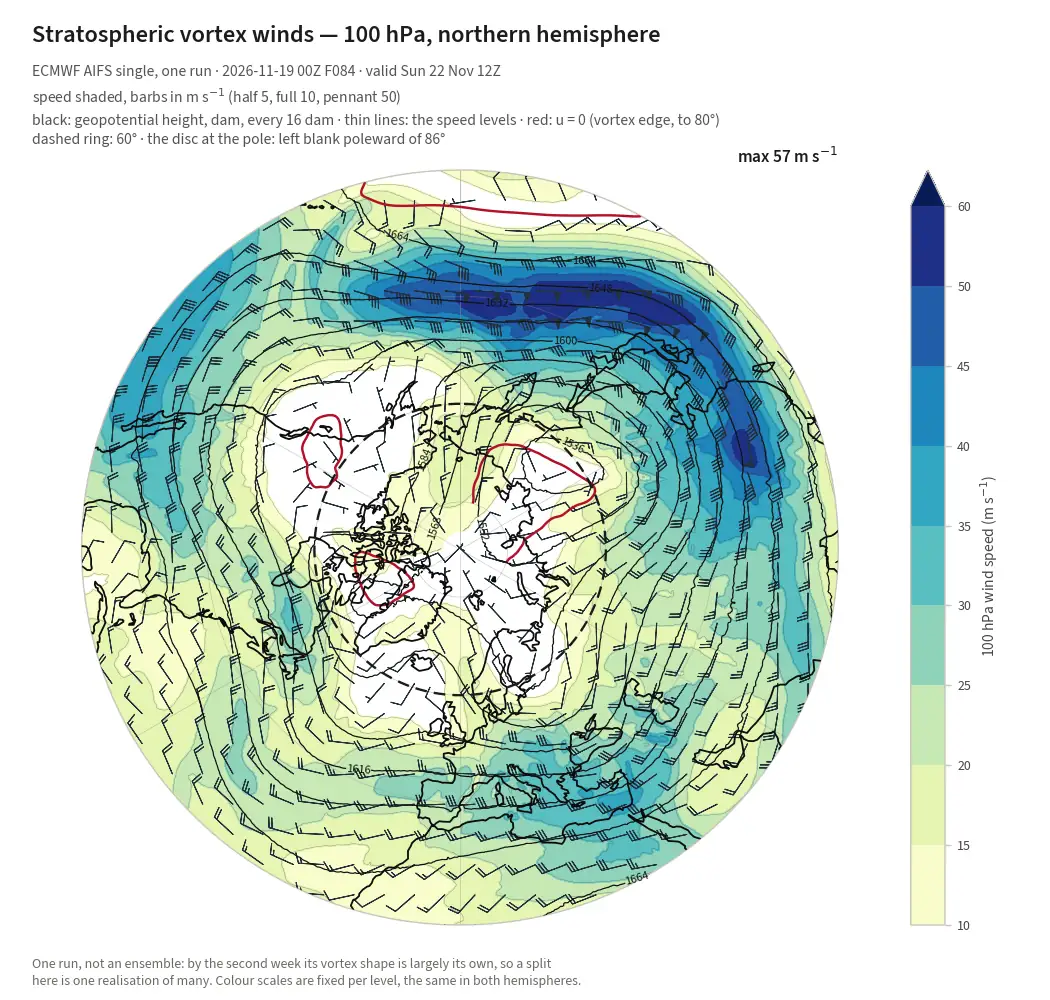 Stratospheric vortex winds — 100 hPa, northern hemisphere
ECMWF AIFS single, one run · 2026-11-19 00Z F084 · valid Sun 22 Nov 12Z
speed shaded, barbs in m s⁻¹ (half 5, full 10, pennant 50)
black: geopotential height, dam, every 16 dam · thin lines: the speed levels · red: u = 0 (vortex edge, to 80°)
dashed ring: 60° · the disc at the pole: left blank poleward of 86°
max 57 m s⁻¹
1664
1648
1632
1600
1536
1584
1568
1616
1664
60
50
45
40
35
30
25
20
15
10
100 hPa wind speed (m s⁻¹)
One run, not an ensemble: by the second week its vortex shape is largely its own, so a split
here is one realisation of many. Colour scales are fixed per level, the same in both hemispheres.